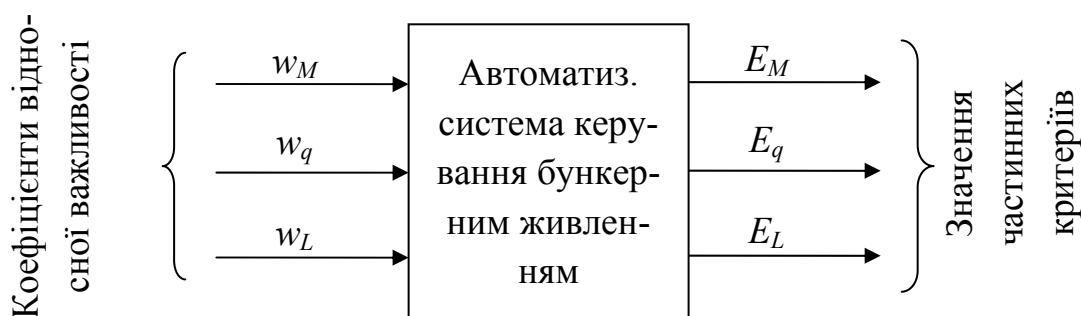 Коефіцієнти відно-
сної важливості
w_M
w_q
w_L
Автоматиз.
система керу-
вання бункер-
ним живлен-
ням
E_M
E_q
E_L
Значення
частинних
критеріїв